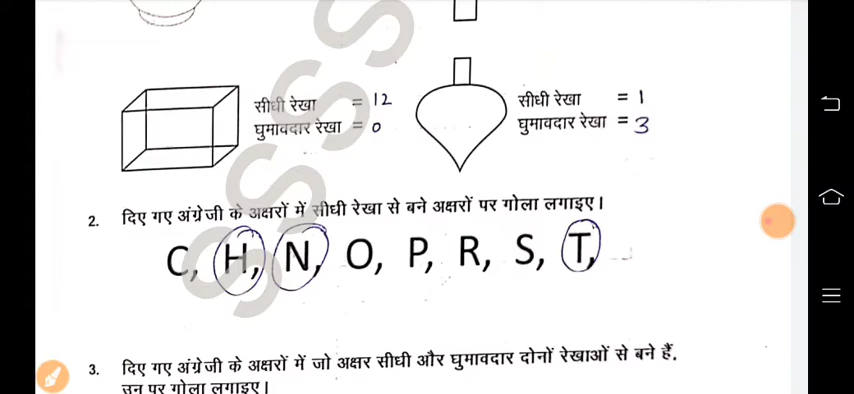 सीधी रेखा = 12
घुमावदार रेखा = 0
सीधी रेखा = 1
घुमावदार रेखा = 3
2. दिए गए अंग्रेजी के अक्षरों में सीधी रेखा से बने अक्षरों पर गोला लगाइए।
C, H, N, O, P, R, S, T,
3. दिए गए अंग्रेजी के अक्षरों में जो अक्षर सीधी और घुमावदार दोनों रेखाओं से बने हैं,
उन पर गोला लगाइए।
SSSS